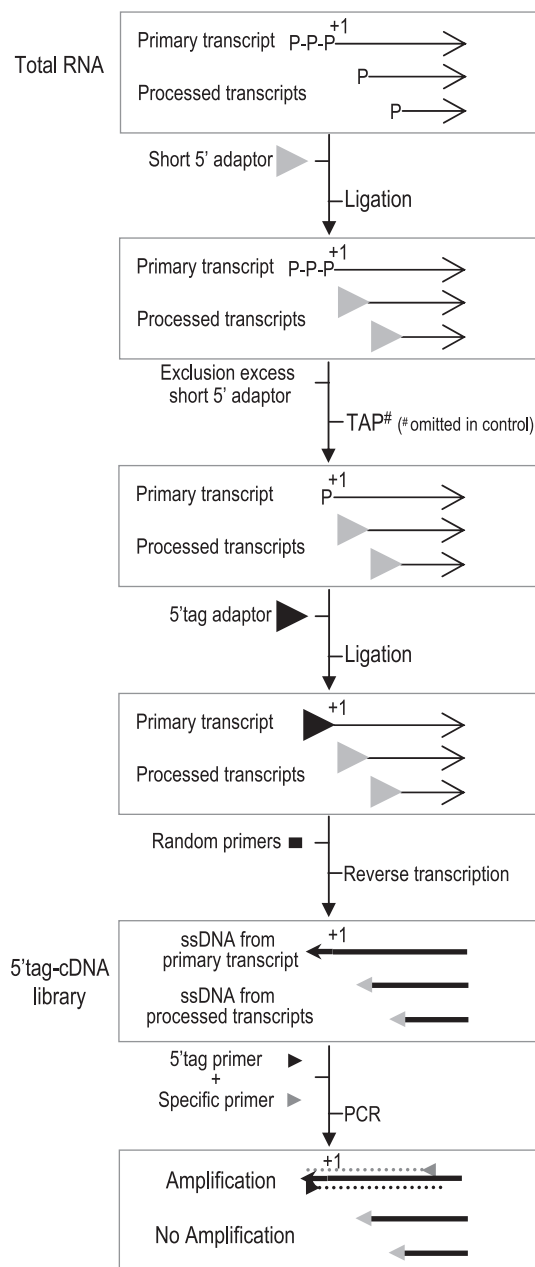 +1
Primary transcript P-P-P
Total RNA
P
Processed transcripts
P
Short 5' adaptor
Ligation
+1
Primary transcript P-P-P
Processed transcripts
Exclusion excess
short 5' adaptor
TAP# (# omitted in control)
+1
Primary transcript P
Processed transcripts
5'tag adaptor
Ligation
+1
Primary transcript
Processed transcripts
Random primers
Reverse transcription
+1
ssDNA from
primary transcript
5'tag-cDNA
library
ssDNA from
processed transcripts
5'tag primer
+
Specific primer
PCR
+1
Amplification
No Amplification